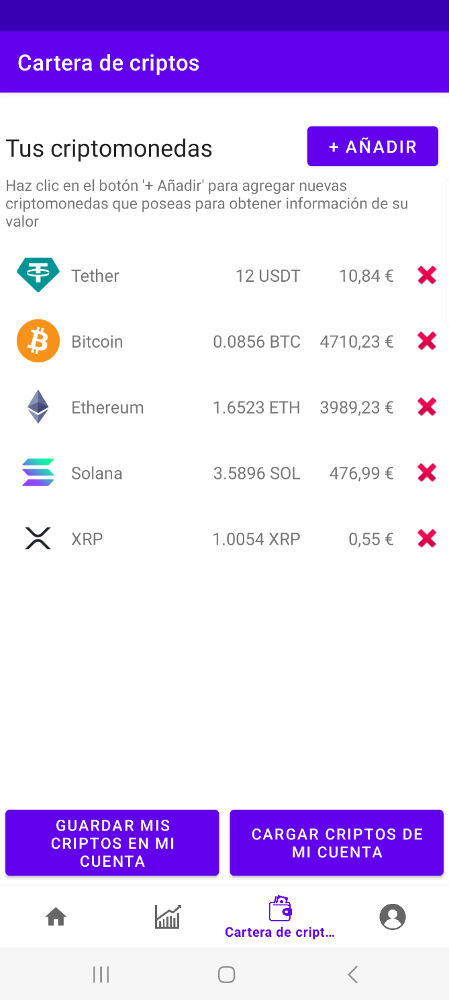 Cartera de criptos
Tus criptomonedas
+ AÑADIR
Haz clic en el botón '+ Añadir' para agregar nuevas
criptomonedas que poseas para obtener información de su
valor
Tether 12 USDT 10,84 €
Bitcoin 0.0856 BTC 4710,23 €
Ethereum 1.6523 ETH 3989,23 €
Solana 3.5896 SOL 476,99 €
XRP 1.0054 XRP 0,55 €
GUARDAR MIS
CRIPTOS EN MI
CUENTA
CARGAR CRIPTOS DE
MI CUENTA
Cartera de cript...